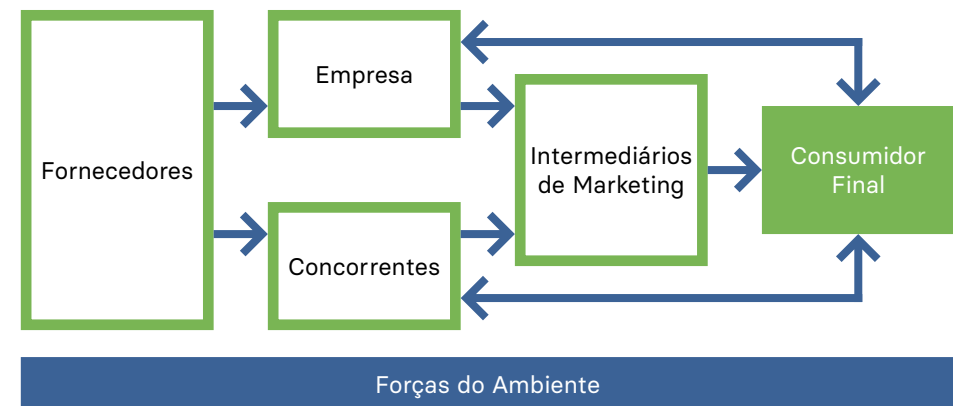 Fornecedores
Empresa
Concorrentes
Intermediários
de Marketing
Consumidor
Final
Forças do Ambiente